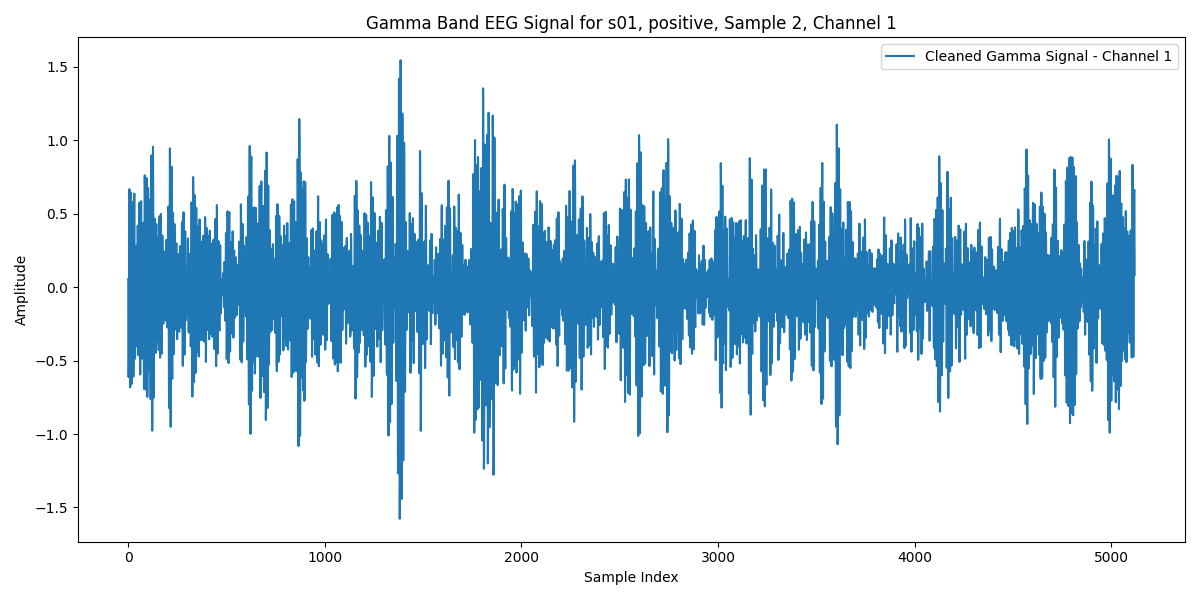 Gamma Band EEG Signal for s01, positive, Sample 2, Channel 1
Cleaned Gamma Signal - Channel 1
Amplitude
1.5
1.0
0.5
0.0
−0.5
−1.0
−1.5
0 1000 2000 3000 4000 5000
Sample Index